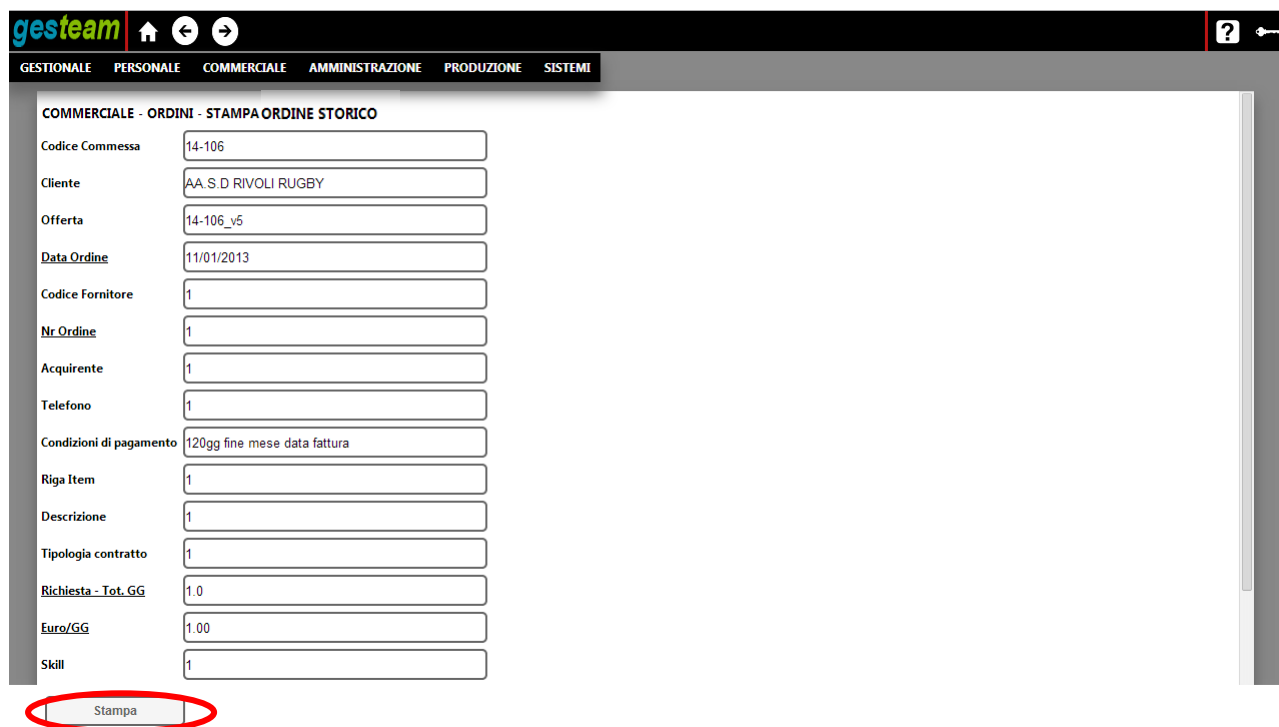 gesteam
?
GESTIONALE PERSONALE COMMERCIALE AMMINISTRAZIONE PRODUZIONE SISTEMI
COMMERCIALE - ORDINI - STAMPA ORDINE STORICO
Codice Commessa 14-106
Cliente AA.S.D RIVOLI RUGBY
Offerta 14-106_v5
Data Ordine 11/01/2013
Codice Fornitore 1
Nr Ordine 1
Acquirente 1
Telefono 1
Condizioni di pagamento 120gg fine mese data fattura
Riga Item 1
Descrizione 1
Tipologia contratto 1
Richiesta - Tot. GG 1.0
Euro/GG 1.00
Skill 1
Stampa